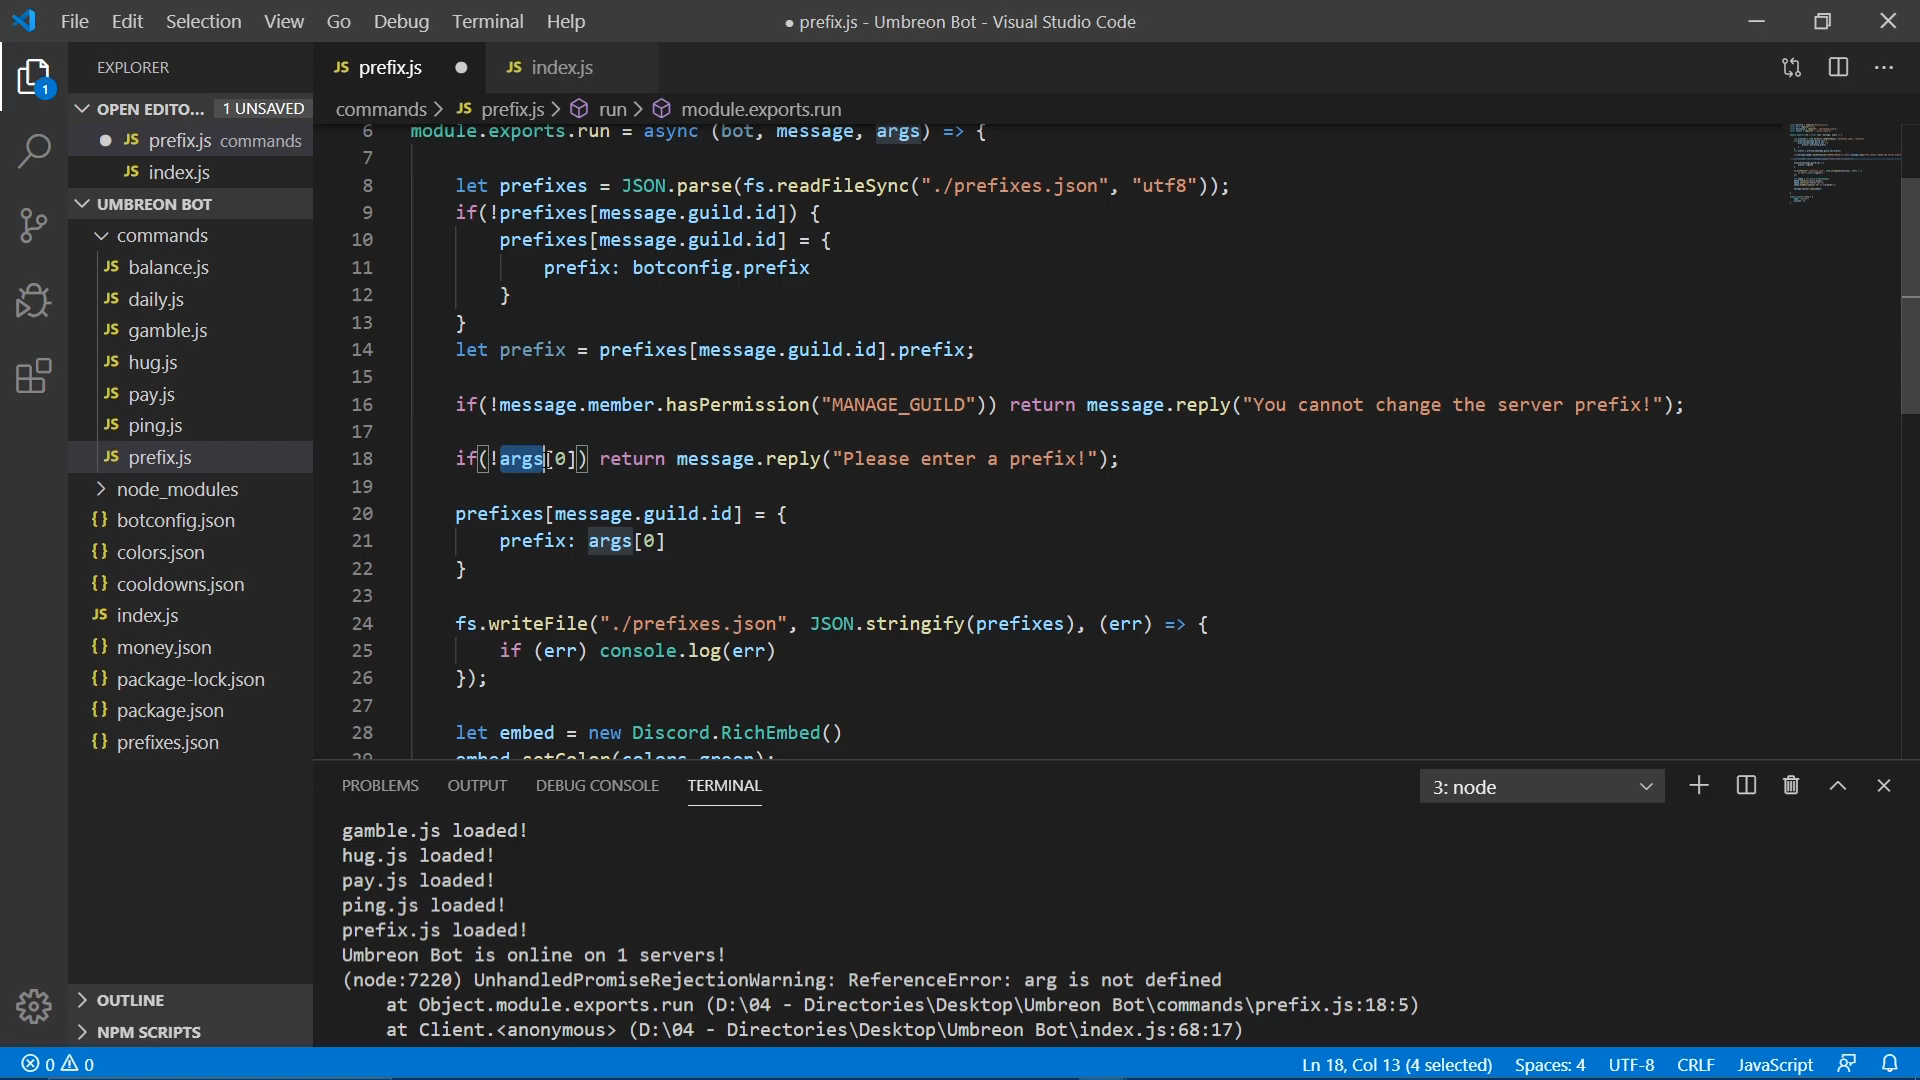 File Edit Selection View Go Debug Terminal Help
● prefix.js - Umbreon Bot - Visual Studio Code
EXPLORER
JS prefix.js ●
JS index.js
OPEN EDITO... 1 UNSAVED
JS prefix.js commands
JS index.js
UMBREON BOT
commands
JS balance.js
JS daily.js
JS gamble.js
JS hug.js
JS pay.js
JS ping.js
JS prefix.js
node_modules
{} botconfig.json
{} colors.json
{} cooldowns.json
JS index.js
{} money.json
{} package-lock.json
{} package.json
{} prefixes.json
OUTLINE
NPM SCRIPTS
1
commands > JS prefix.js > run > module.exports.run
6 module.exports.run = async (bot, message, args) => {
7
8 let prefixes = JSON.parse(fs.readFileSync("./prefixes.json", "utf8"));
9 if(!prefixes[message.guild.id]) {
10 prefixes[message.guild.id] = {
11 prefix: botconfig.prefix
12 }
13 }
14 let prefix = prefixes[message.guild.id].prefix;
15
16 if(!message.member.hasPermission("MANAGE_GUILD")) return message.reply("You cannot change the server prefix!");
17
18 if(!args[0]) return message.reply("Please enter a prefix!");
19
20 prefixes[message.guild.id] = {
21 prefix: args[0]
22 }
23
24 fs.writeFile("./prefixes.json", JSON.stringify(prefixes), (err) => {
25 if (err) console.log(err)
26 });
27
28 let embed = new Discord.RichEmbed()
29 embed.setColor(colors.green);
PROBLEMS OUTPUT DEBUG CONSOLE TERMINAL 3: node
gamble.js loaded!
hug.js loaded!
pay.js loaded!
ping.js loaded!
prefix.js loaded!
Umbreon Bot is online on 1 servers!
(node:7220) UnhandledPromiseRejectionWarning: ReferenceError: arg is not defined
at Object.module.exports.run (D:\04 - Directories\Desktop\Umbreon Bot\commands\prefix.js:18:5)
at Client.<anonymous> (D:\04 - Directories\Desktop\Umbreon Bot\index.js:68:17)
0 0
Ln 18, Col 13 (4 selected) Spaces: 4 UTF-8 CRLF JavaScript